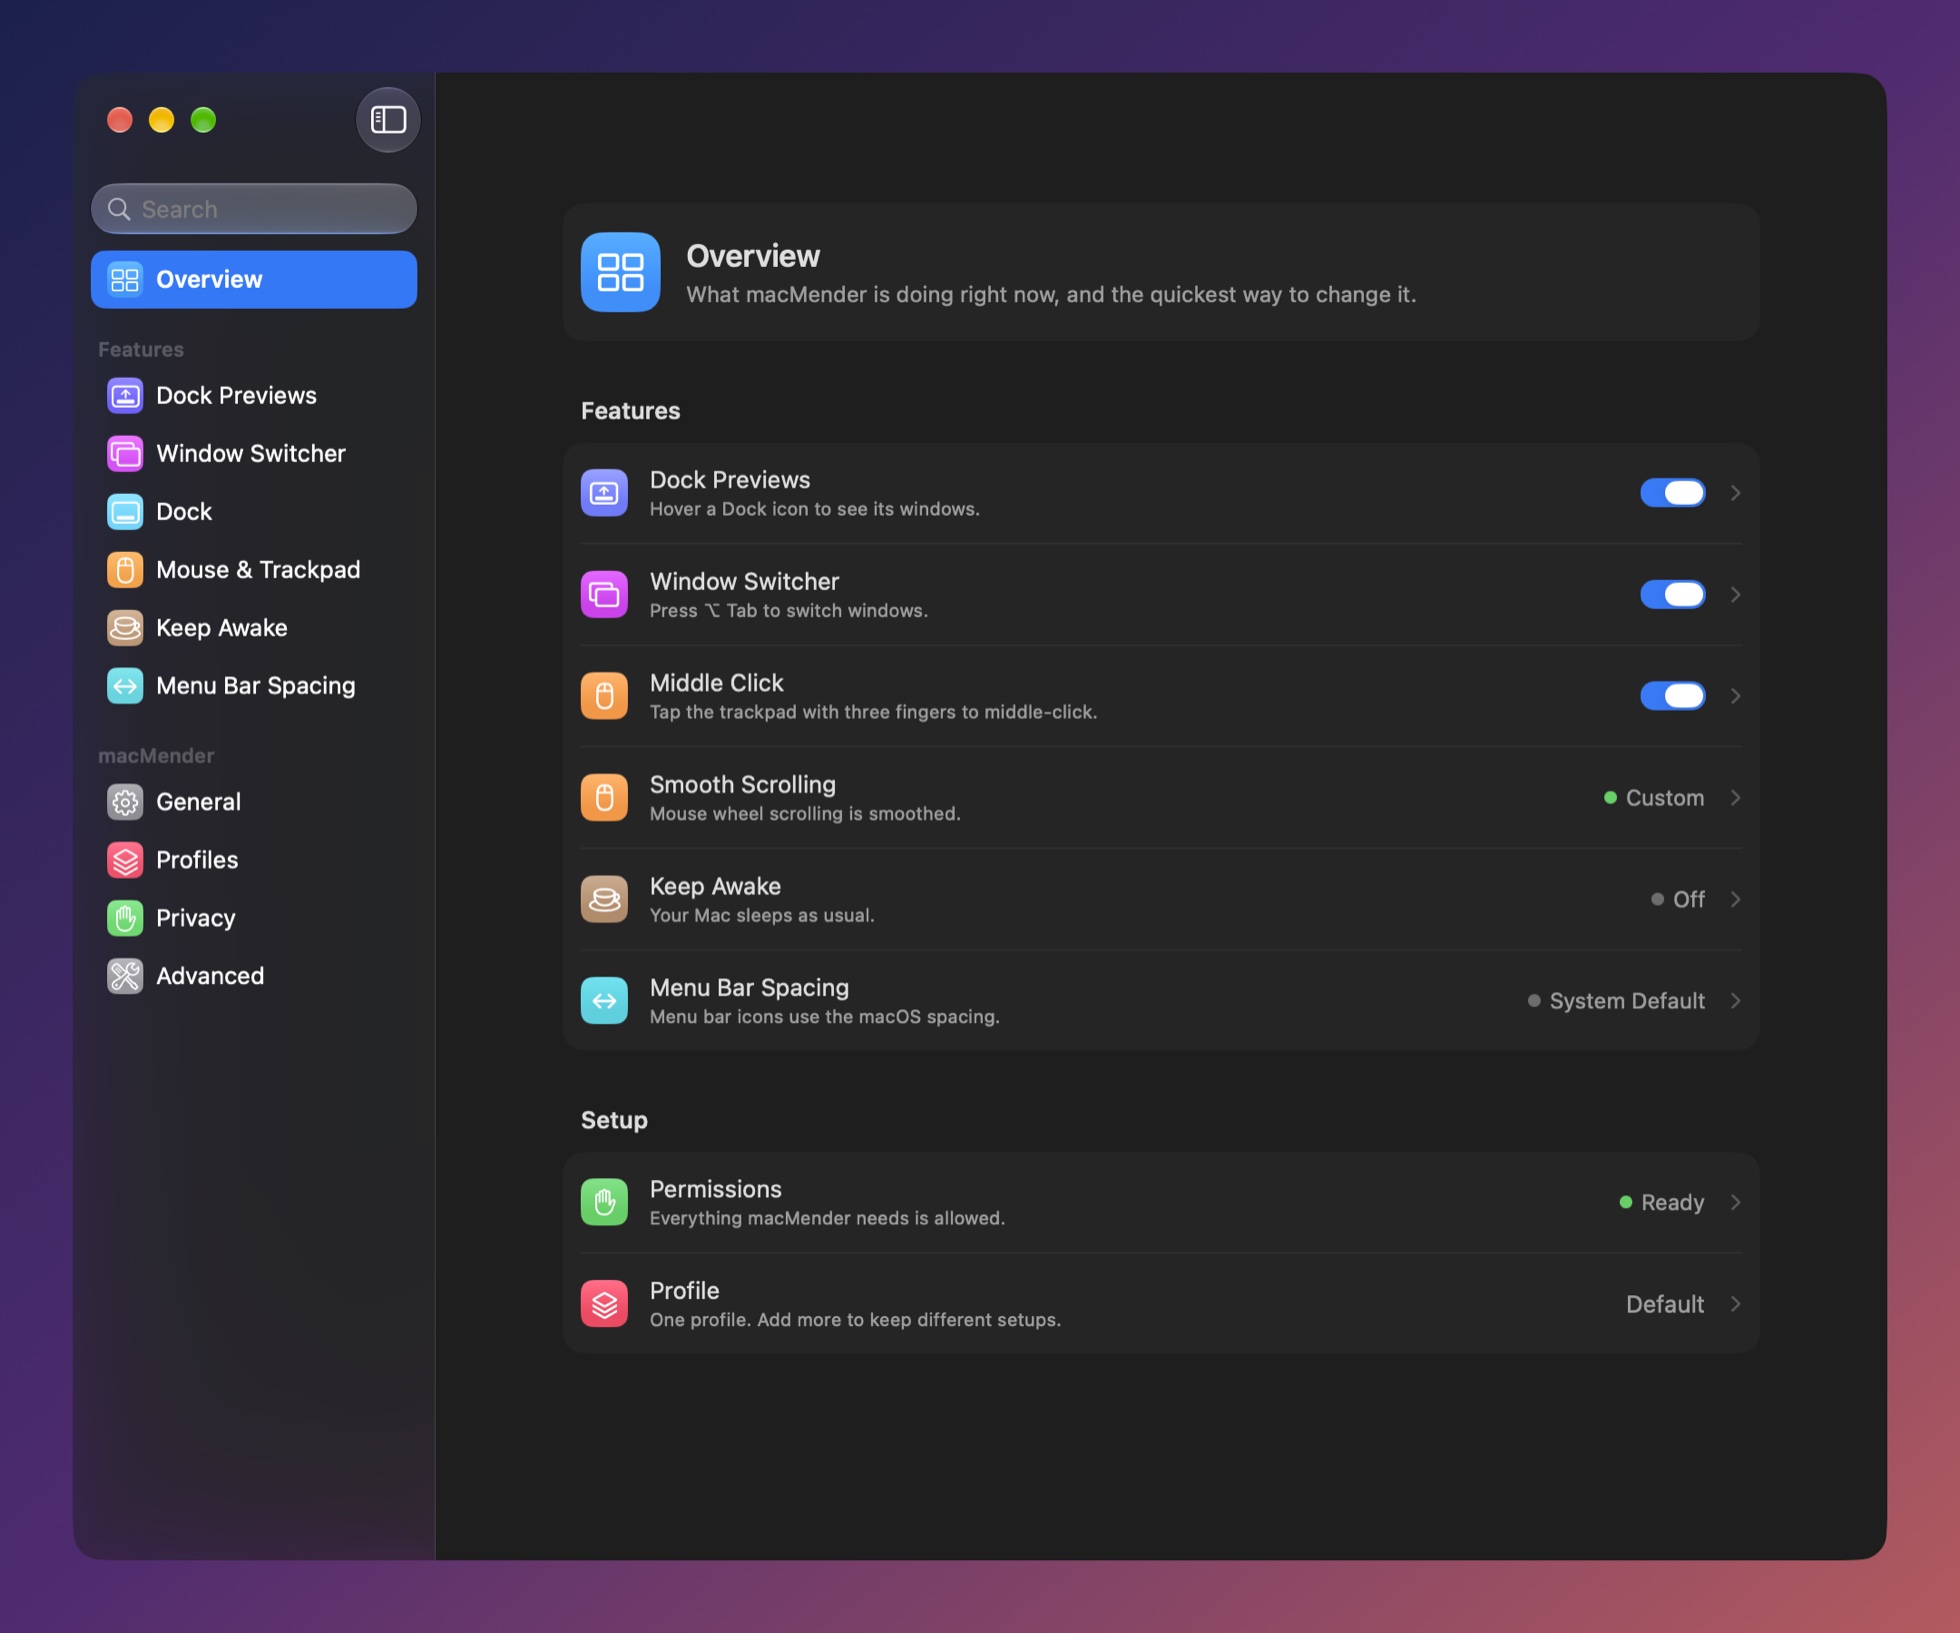 Search
Overview
Features
Dock Previews
Window Switcher
Dock
Mouse & Trackpad
Keep Awake
Menu Bar Spacing
macMender
General
Profiles
Privacy
Advanced
Overview
What macMender is doing right now, and the quickest way to change it.
Features
Dock Previews
Hover a Dock icon to see its windows.
Window Switcher
Press ⌥ Tab to switch windows.
Middle Click
Tap the trackpad with three fingers to middle-click.
Smooth Scrolling
Mouse wheel scrolling is smoothed.
Custom
Keep Awake
Your Mac sleeps as usual.
Off
Menu Bar Spacing
Menu bar icons use the macOS spacing.
System Default
Setup
Permissions
Everything macMender needs is allowed.
Ready
Profile
One profile. Add more to keep different setups.
Default